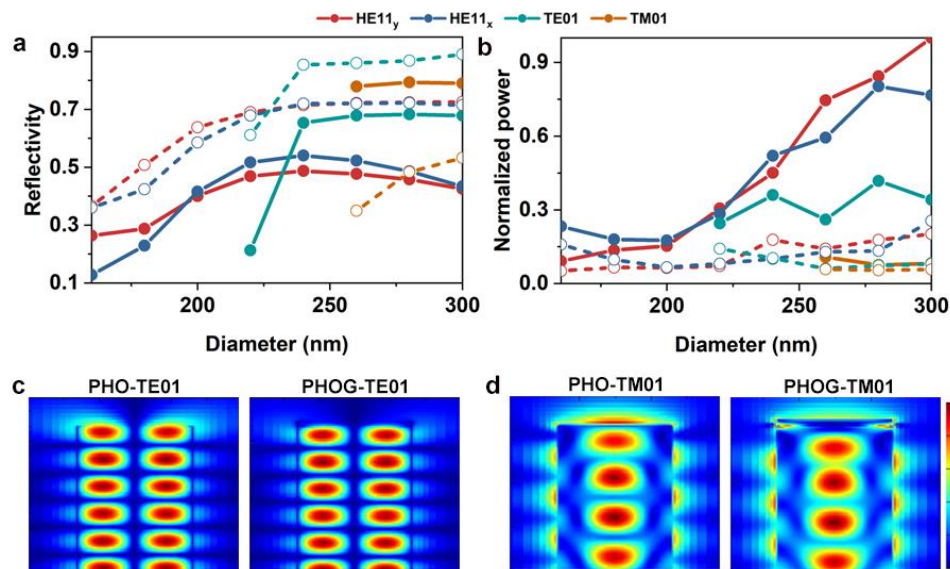 HE11y HE11x TE01 TM01
a
0.9
0.7
0.5
0.3
0.1
Reflectivity
200 250 300
Diameter (nm)
b
0.9
0.6
0.3
0.0
Normalized power
200 250 300
Diameter (nm)
c
PHO-TE01 PHOG-TE01
d
PHO-TM01 PHOG-TM01